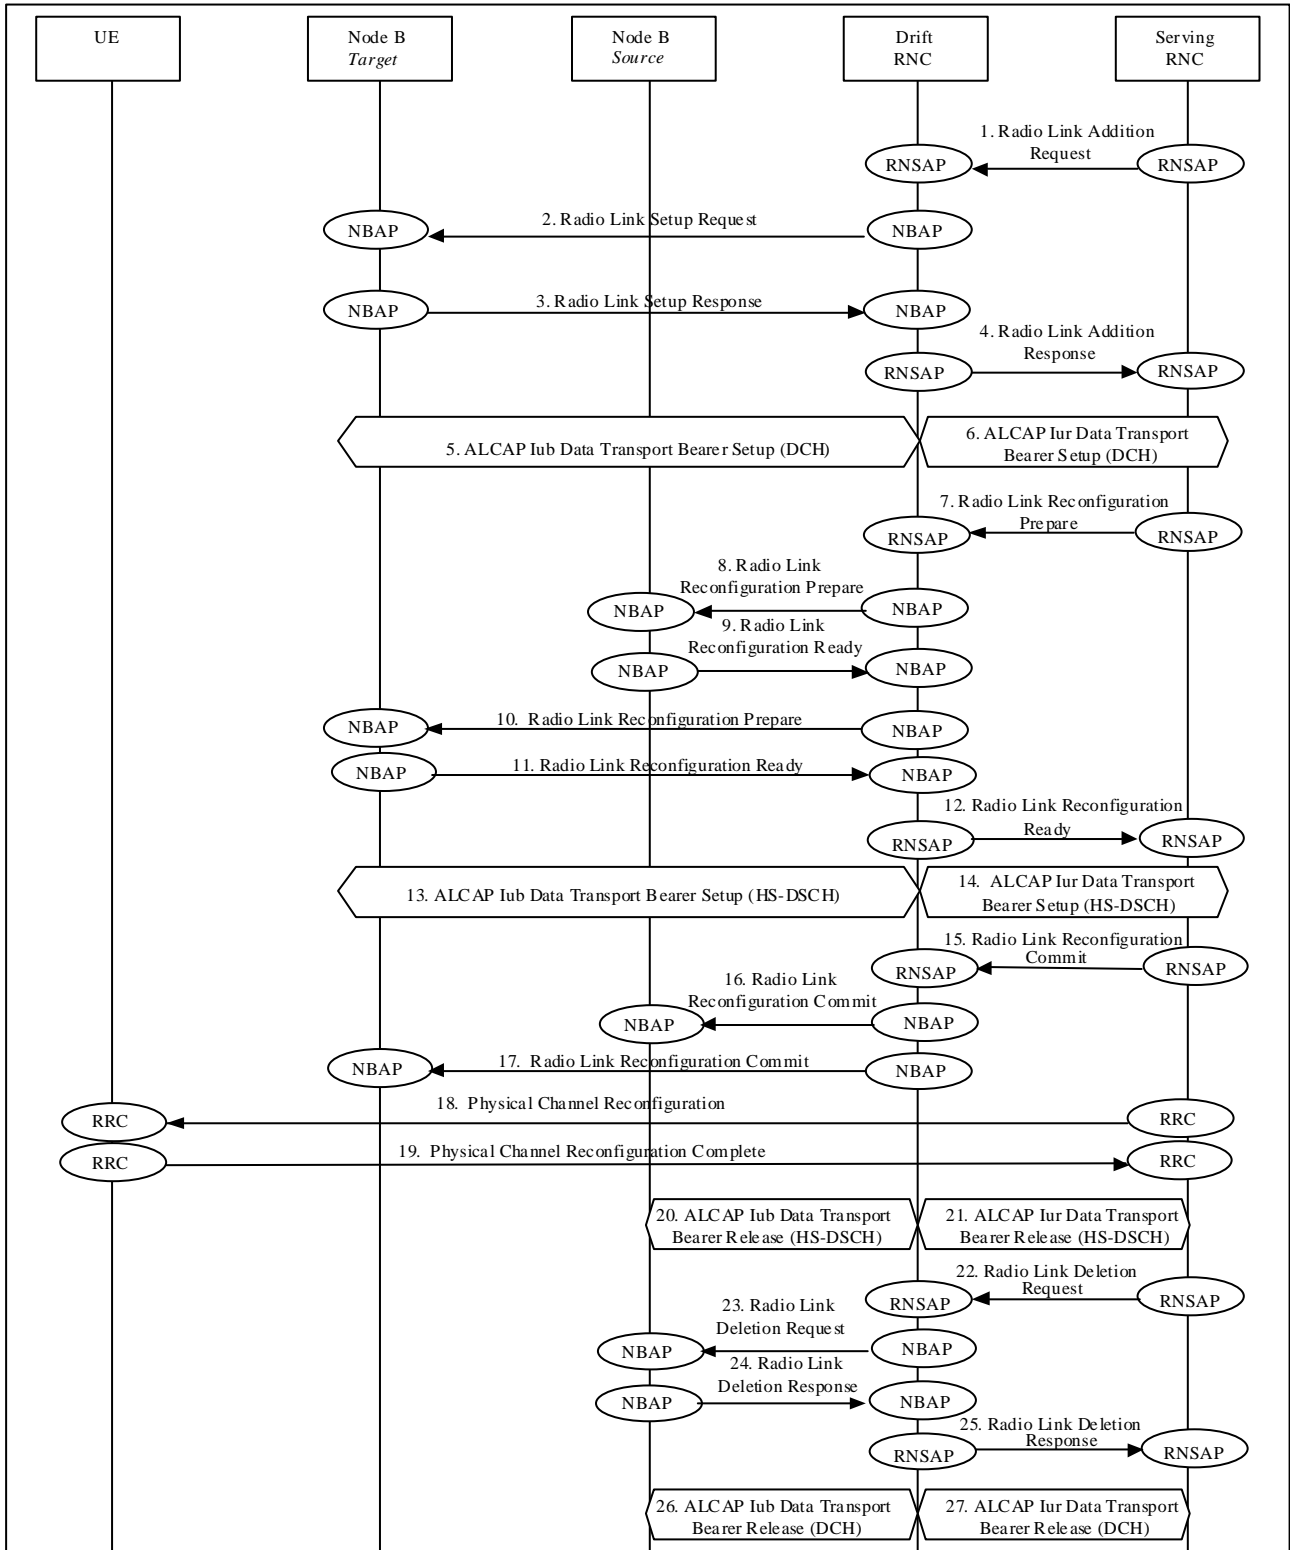 UE
Node B
Target
Node B
Source
Drift
RNC
Serving
RNC
1. Radio Link Addition
Request
RNSAP
RNSAP
2. Radio Link Setup Request
NBAP
NBAP
3. Radio Link Setup Response
NBAP
NBAP
4. Radio Link Addition
Response
RNSAP
RNSAP
5. ALCAP Iub Data Transport Bearer Setup (DCH)
6. ALCAP Iur Data Transport
Bearer Setup (DCH)
7. Radio Link Reconfiguration
Prepare
RNSAP
RNSAP
8. Radio Link
Reconfiguration Prepare
NBAP
NBAP
9. Radio Link
Reconfiguration Ready
NBAP
NBAP
10. Radio Link Reconfiguration Prepare
NBAP
NBAP
11. Radio Link Reconfiguration Ready
NBAP
NBAP
12. Radio Link Reconfiguration
Ready
RNSAP
RNSAP
13. ALCAP Iub Data Transport Bearer Setup (HS-DSCH)
14. ALCAP Iur Data Transport
Bearer Setup (HS-DSCH)
15. Radio Link Reconfiguration
Commit
RNSAP
RNSAP
16. Radio Link
Reconfiguration Commit
NBAP
NBAP
17. Radio Link Reconfiguration Commit
NBAP
NBAP
18. Physical Channel Reconfiguration
RRC
RRC
19. Physical Channel Reconfiguration Complete
RRC
RRC
20. ALCAP Iub Data Transport
Bearer Release (HS-DSCH)
21. ALCAP Iur Data Transport
Bearer Release (HS-DSCH)
22. Radio Link Deletion
Request
RNSAP
RNSAP
23. Radio Link
Deletion Request
NBAP
NBAP
24. Radio Link
Deletion Response
NBAP
NBAP
25. Radio Link Deletion
Response
RNSAP
RNSAP
26. ALCAP Iub Data Transport
Bearer Release (DCH)
27. ALCAP Iur Data Transport
Bearer Release (DCH)